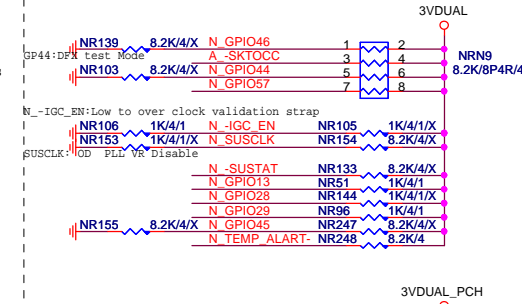 3VDUAL
NR139 8.2K/4/X N_GPIO46 1 2
GP44:DFX test Mode A_-SKTOCC 3 4 NRN9
NR103 8.2K/4/X N_GPIO44 5 6 8.2K/8P4R/4
N_GPIO57 7 8
N_-IGC_EN:Low to over clock validation strap
NR106 1K/4/1 N_-IGC_EN NR105 1K/4/1/X
NR153 1K/4/1/X N_SUSCLK NR154 8.2K/4/X
SUSCLK: OD PLL VR Disable
N_-SUSTAT NR133 8.2K/4/X
N_GPIO13 NR51 1K/4/1
N_GPIO28 NR144 1K/4/1/X
N_GPIO29 NR96 1K/4/1
NR155 8.2K/4/X N_GPIO45 NR247 8.2K/4/X
N_TEMP_ALART- NR248 8.2K/4
3VDUAL_PCH